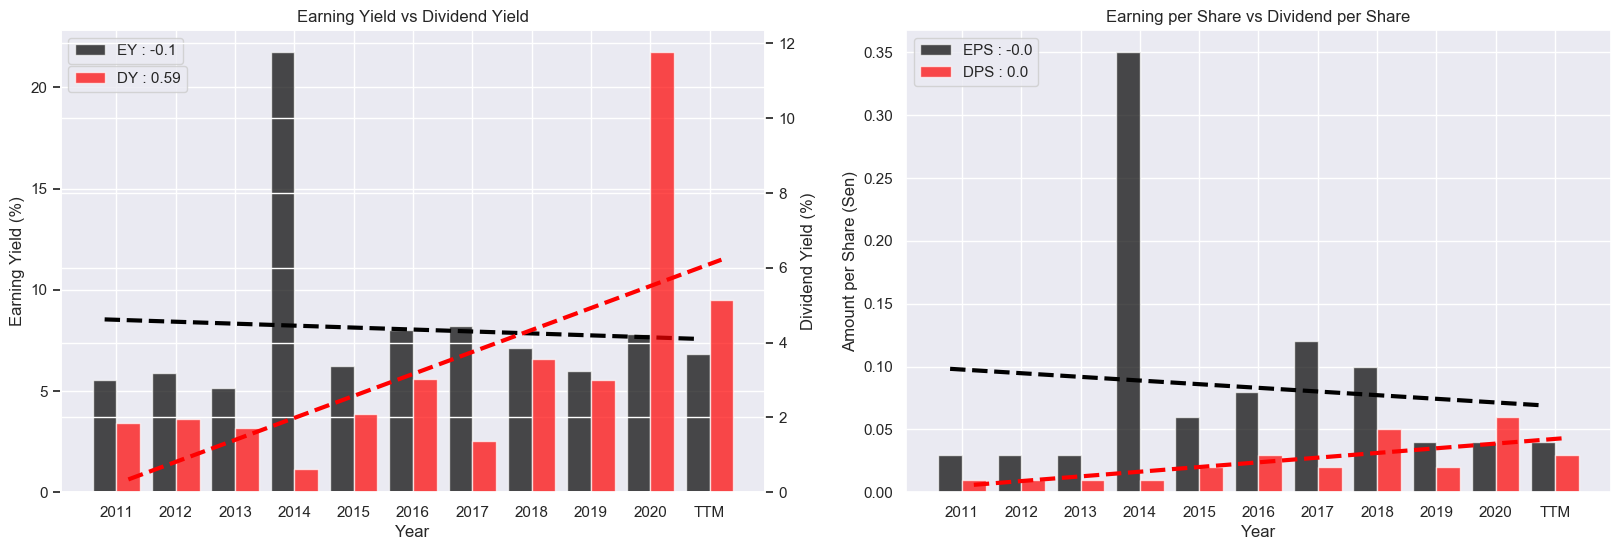 Earning Yield vs Dividend Yield
EY : -0.1
DY : 0.59
Earning Yield (%)
20
15
10
5
0
12
10
8
6
4
2
0
Dividend Yield (%)
2011 2012 2013 2014 2015 2016 2017 2018 2019 2020 TTM
Year
Earning per Share vs Dividend per Share
EPS : -0.0
DPS : 0.0
Amount per Share (Sen)
0.35
0.30
0.25
0.20
0.15
0.10
0.05
0.00
2011 2012 2013 2014 2015 2016 2017 2018 2019 2020 TTM
Year